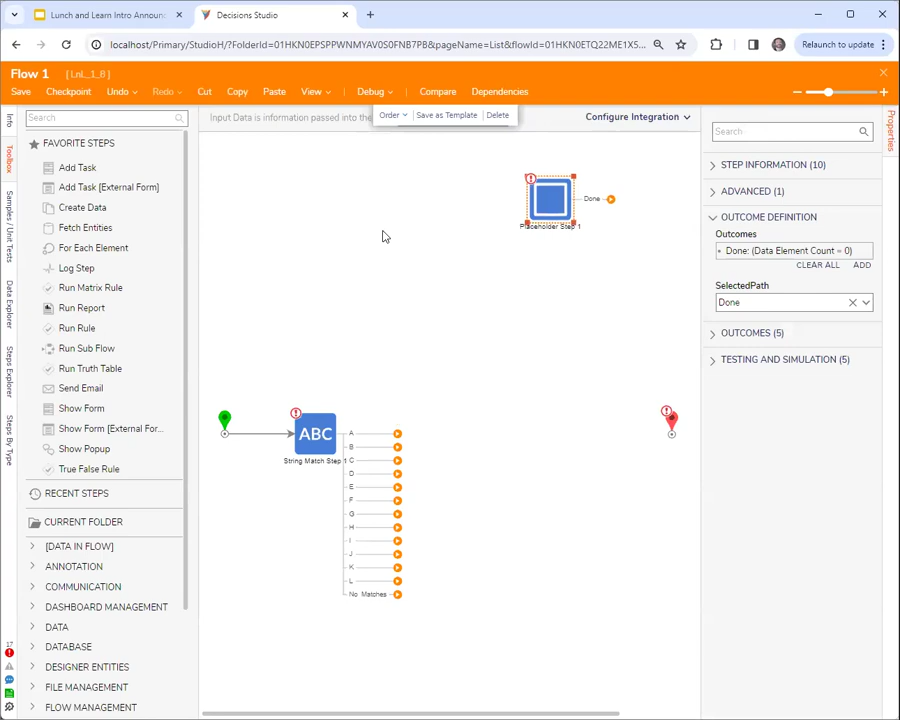 Lunch and Learn Intro Announc
Decisions Studio
localhost/Primary/StudioH/?FolderId=01HKN0EPSPPWNMYAV0S0FNB7PB&pageName=List&flowId=01HKN0ETQ22ME1X5...
Relaunch to update
Flow 1 [LnL_1_8]
Save Checkpoint Undo Redo Cut Copy Paste View Debug Compare Dependencies
Order Save as Template Delete
Info
Toolbox
Samples / Unit Tests
Data Explorer
Steps Explorer
Steps By Type
17
Search
FAVORITE STEPS
Add Task
Add Task [External Form]
Create Data
Fetch Entities
For Each Element
Log Step
Run Matrix Rule
Run Report
Run Rule
Run Sub Flow
Run Truth Table
Send Email
Show Form
Show Form [External For...
Show Popup
True False Rule
RECENT STEPS
CURRENT FOLDER
[DATA IN FLOW]
ANNOTATION
COMMUNICATION
DASHBOARD MANAGEMENT
DATA
DATABASE
DESIGNER ENTITIES
FILE MANAGEMENT
FLOW MANAGEMENT
Input Data is information passed into the
Configure Integration
Done
Placeholder Step 1
ABC
String Match Step 1
A
B
C
D
E
F
G
H
I
J
K
L
No Matches
Properties
Search
STEP INFORMATION (10)
ADVANCED (1)
OUTCOME DEFINITION
Outcomes
• Done: (Data Element Count = 0)
CLEAR ALL ADD
SelectedPath
Done
OUTCOMES (5)
TESTING AND SIMULATION (5)